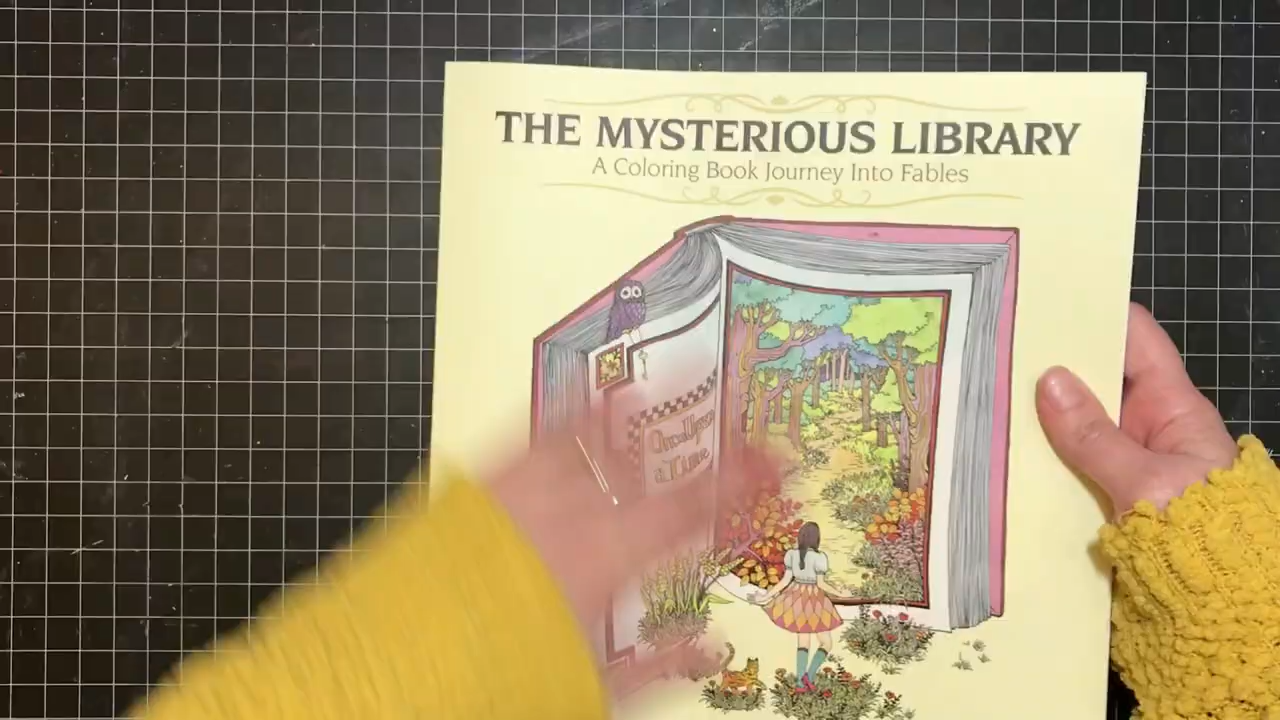 THE MYSTERIOUS LIBRARY
A Coloring Book Journey Into Fables
Once Upon
a Time